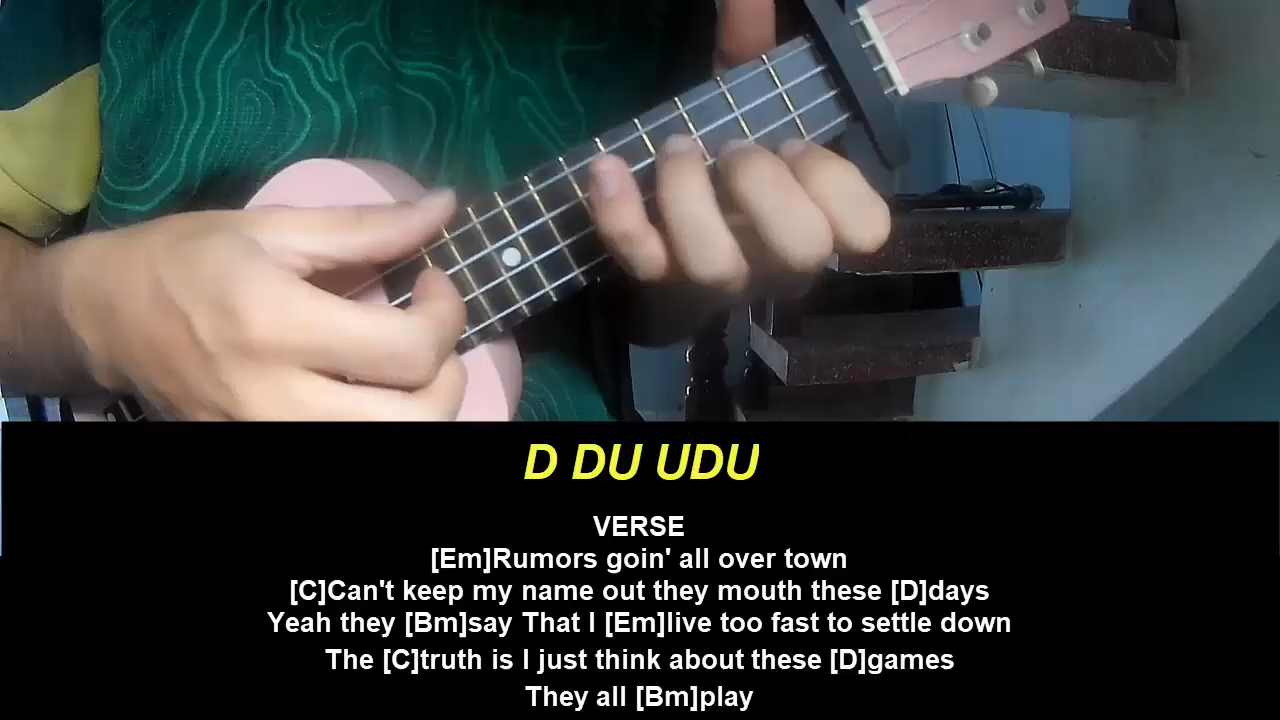 D DU UDU
VERSE
[Em]Rumors goin' all over town
[C]Can't keep my name out they mouth these [D]days
Yeah they [Bm]say That I [Em]live too fast to settle down
The [C]truth is I just think about these [D]games
They all [Bm]play